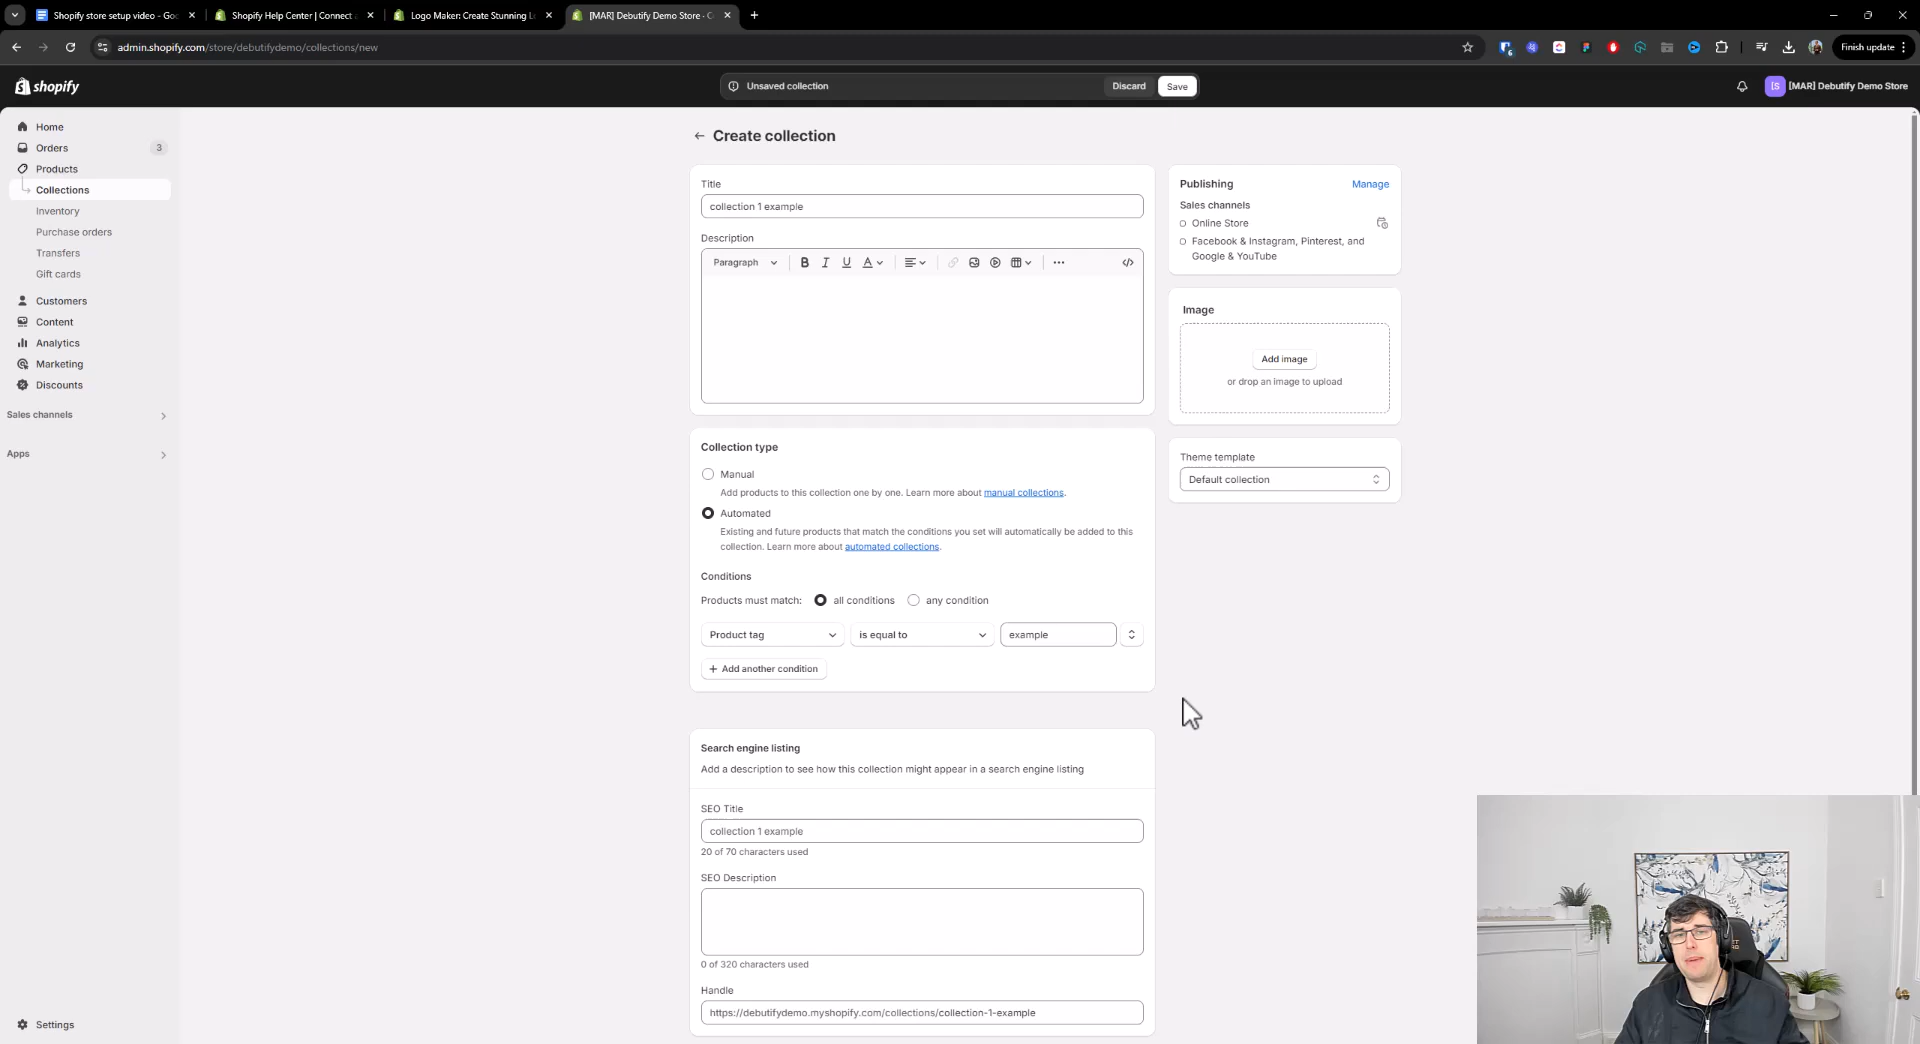 Shopify store setup video - Goo
Shopify Help Center | Connect a
Logo Maker: Create Stunning L
[MAR] Debutify Demo Store · C
admin.shopify.com/store/debutifydemo/collections/new
Finish update
shopify
Unsaved collection
Discard
Save
[S
[MAR] Debutify Demo Store
Home
Orders
3
Products
Collections
Inventory
Purchase orders
Transfers
Gift cards
Customers
Content
Analytics
Marketing
Discounts
Sales channels
Apps
Settings
Create collection
Title
collection 1 example
Description
Paragraph
B I U A
Collection type
Manual
Add products to this collection one by one. Learn more about manual collections.
Automated
Existing and future products that match the conditions you set will automatically be added to this
collection. Learn more about automated collections.
Conditions
Products must match: all conditions any condition
Product tag
is equal to
example
+ Add another condition
Search engine listing
Add a description to see how this collection might appear in a search engine listing
SEO Title
collection 1 example
20 of 70 characters used
SEO Description
0 of 320 characters used
Handle
https://debutifydemo.myshopify.com/collections/collection-1-example
Publishing
Manage
Sales channels
Online Store
Facebook & Instagram, Pinterest, and
Google & YouTube
Image
Add image
or drop an image to upload
Theme template
Default collection